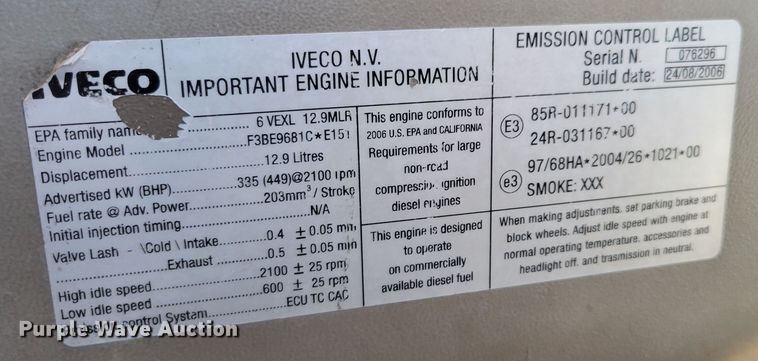 IVECO
IVECO N.V.
IMPORTANT ENGINE INFORMATION
EPA family name 6 VEXL 12.9MLR
Engine Model F3BE9681C★E151
Displacement 12.9 Litres
Advertised kW (BHP) 335 (449)@2100 rpm
Fuel rate @ Adv. Power 203mm³/ Stroke
Initial injection timing N/A
Valve Lash - \Cold \ Intake 0.4 ± 0.05 mm
Exhaust 0.5 ± 0.05 mm
High idle speed 2100 ± 25 rpm
Low idle speed 600 ± 25 rpm
control System ECU TC CAC
This engine conforms to
2006 U.S. EPA and CALIFORNIA
Requirements for large
non-road
compression ignition
diesel engines
This engine is designed
to operate
on commercially
available diesel fuel
EMISSION CONTROL LABEL
Serial N. 076296
Build date: 24/08/2006
E3
85R-011171★00
24R-031167★00
e3
97/68HA★2004/26★1021★00
SMOKE: XXX
When making adjustments, set parking brake and
block wheels. Adjust idle speed with engine at
normal operating temperature, accessories and
headlight off, and trasmission in neutral.
Purple Wave Auction